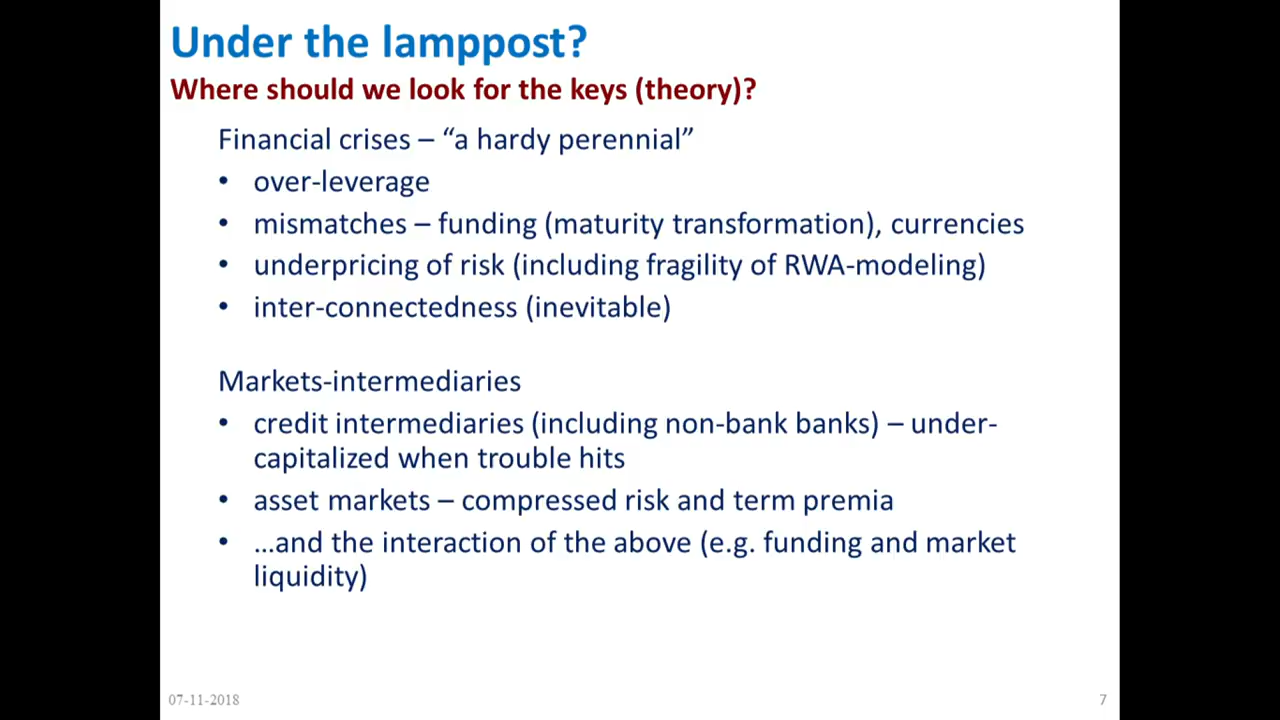 Under the lamppost?
Where should we look for the keys (theory)?
Financial crises – “a hardy perennial”
• over-leverage
• mismatches – funding (maturity transformation), currencies
• underpricing of risk (including fragility of RWA-modeling)
• inter-connectedness (inevitable)
Markets-intermediaries
• credit intermediaries (including non-bank banks) – under-
capitalized when trouble hits
• asset markets – compressed risk and term premia
• …and the interaction of the above (e.g. funding and market
liquidity)
07-11-2018
7